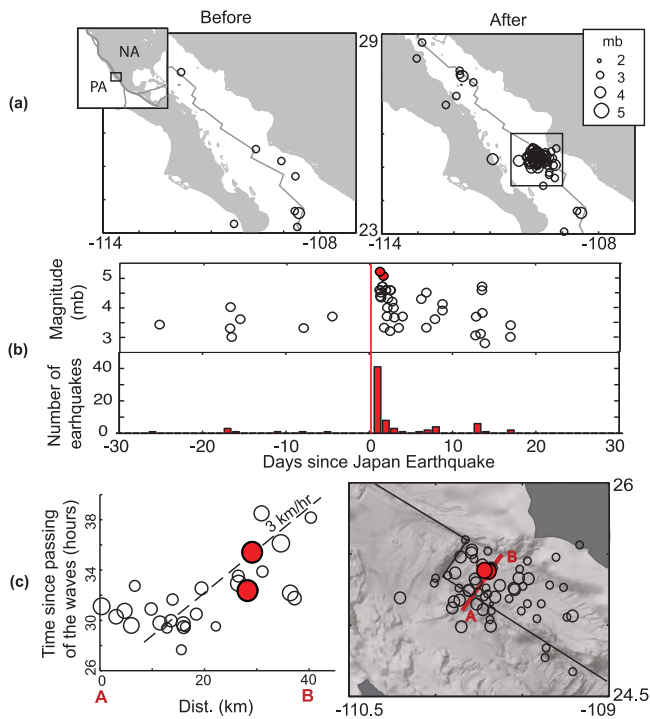 Before
After
(a)
NA
PA
29
mb
2
3
4
5
23
-114
-108
-114
-108
(b)
Magnitude
(mb)
5
4
3
Number of
earhquakes
40
20
0
-30
-20
-10
0
10
20
30
Days since Japan Earthquake
(c)
Time since passing
of the waves (hours)
38
34
30
26
3 km/hr
0
20
40
A
B
Dist. (km)
26
B
A
24.5
-110.5
-109